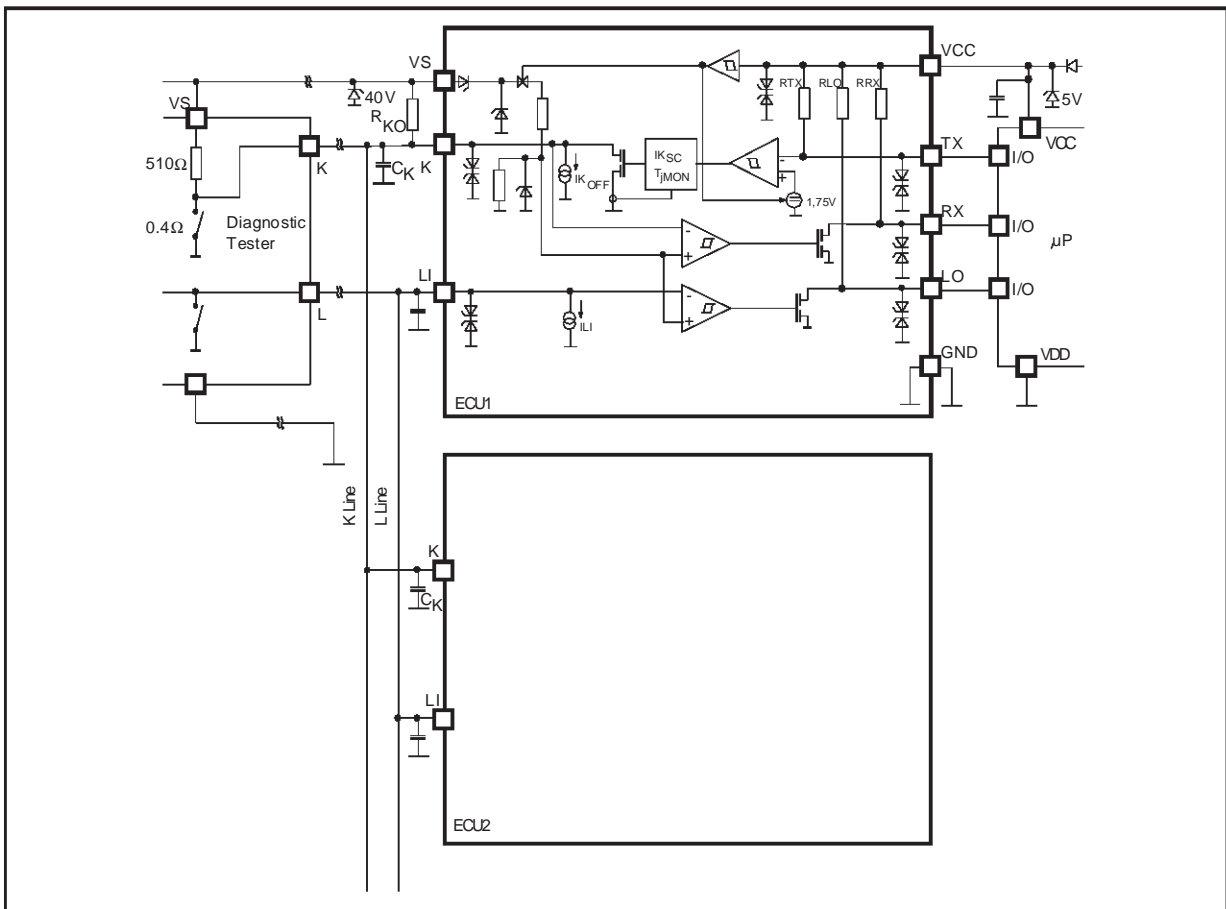 VCC
VS
RTX
RLO
RRX
40V
5V
VS
R
KO
VCC
TX
K
K
I/O
510Ω
C
K
IK
OFF
IK
SC
T
jMON
-
+
1,75V
0.4Ω
Diagnostic
Tester
RX
I/O
µP
-
+
LI
LO
I/O
L
ILI
-
+
GND
VDD
ECU1
K Line
L Line
K
C
K
LI
ECU2